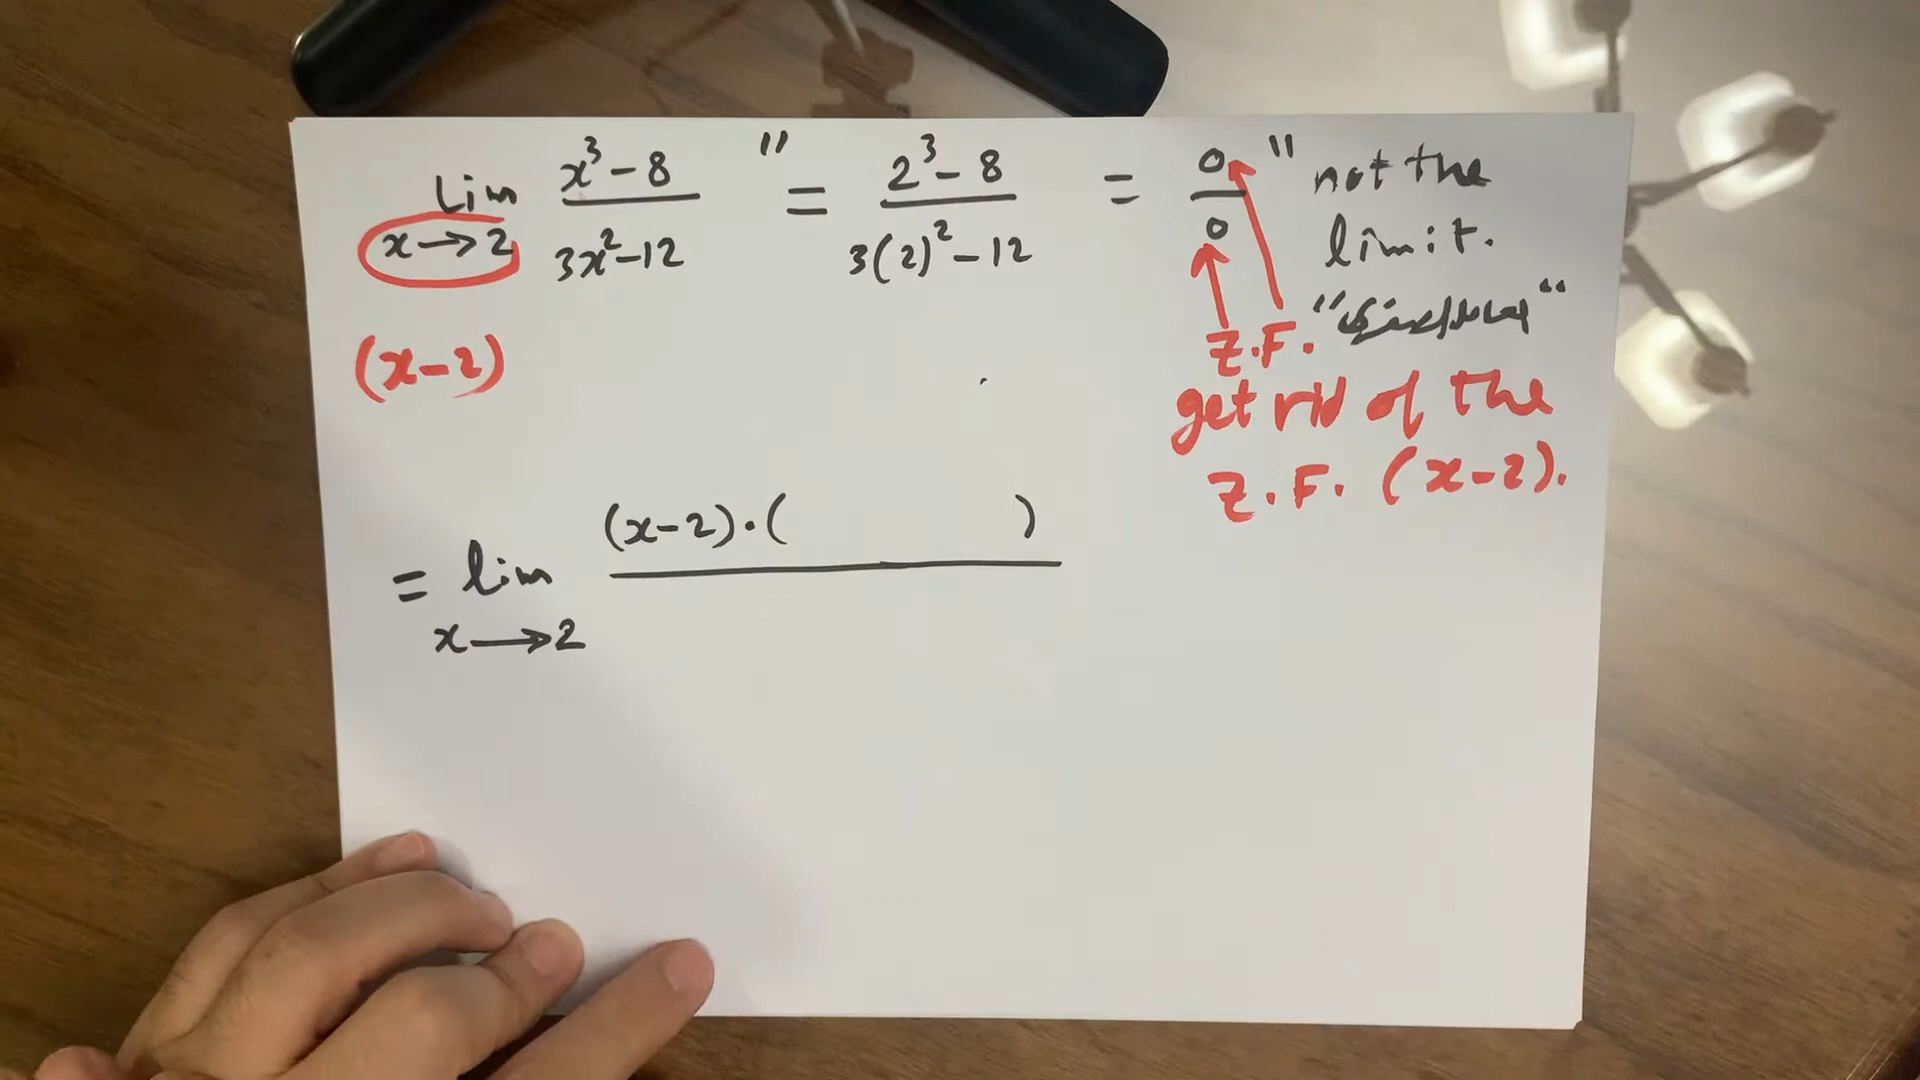 Lim x→2 (x³-8)/(3x²-12) " = (2³-8)/(3(2)²-12) = 0/0 " not the
limit.
Z.F.
(x-2)
get rid of the
Z.F. (x-2).
= lim x→2 (x-2)·( )